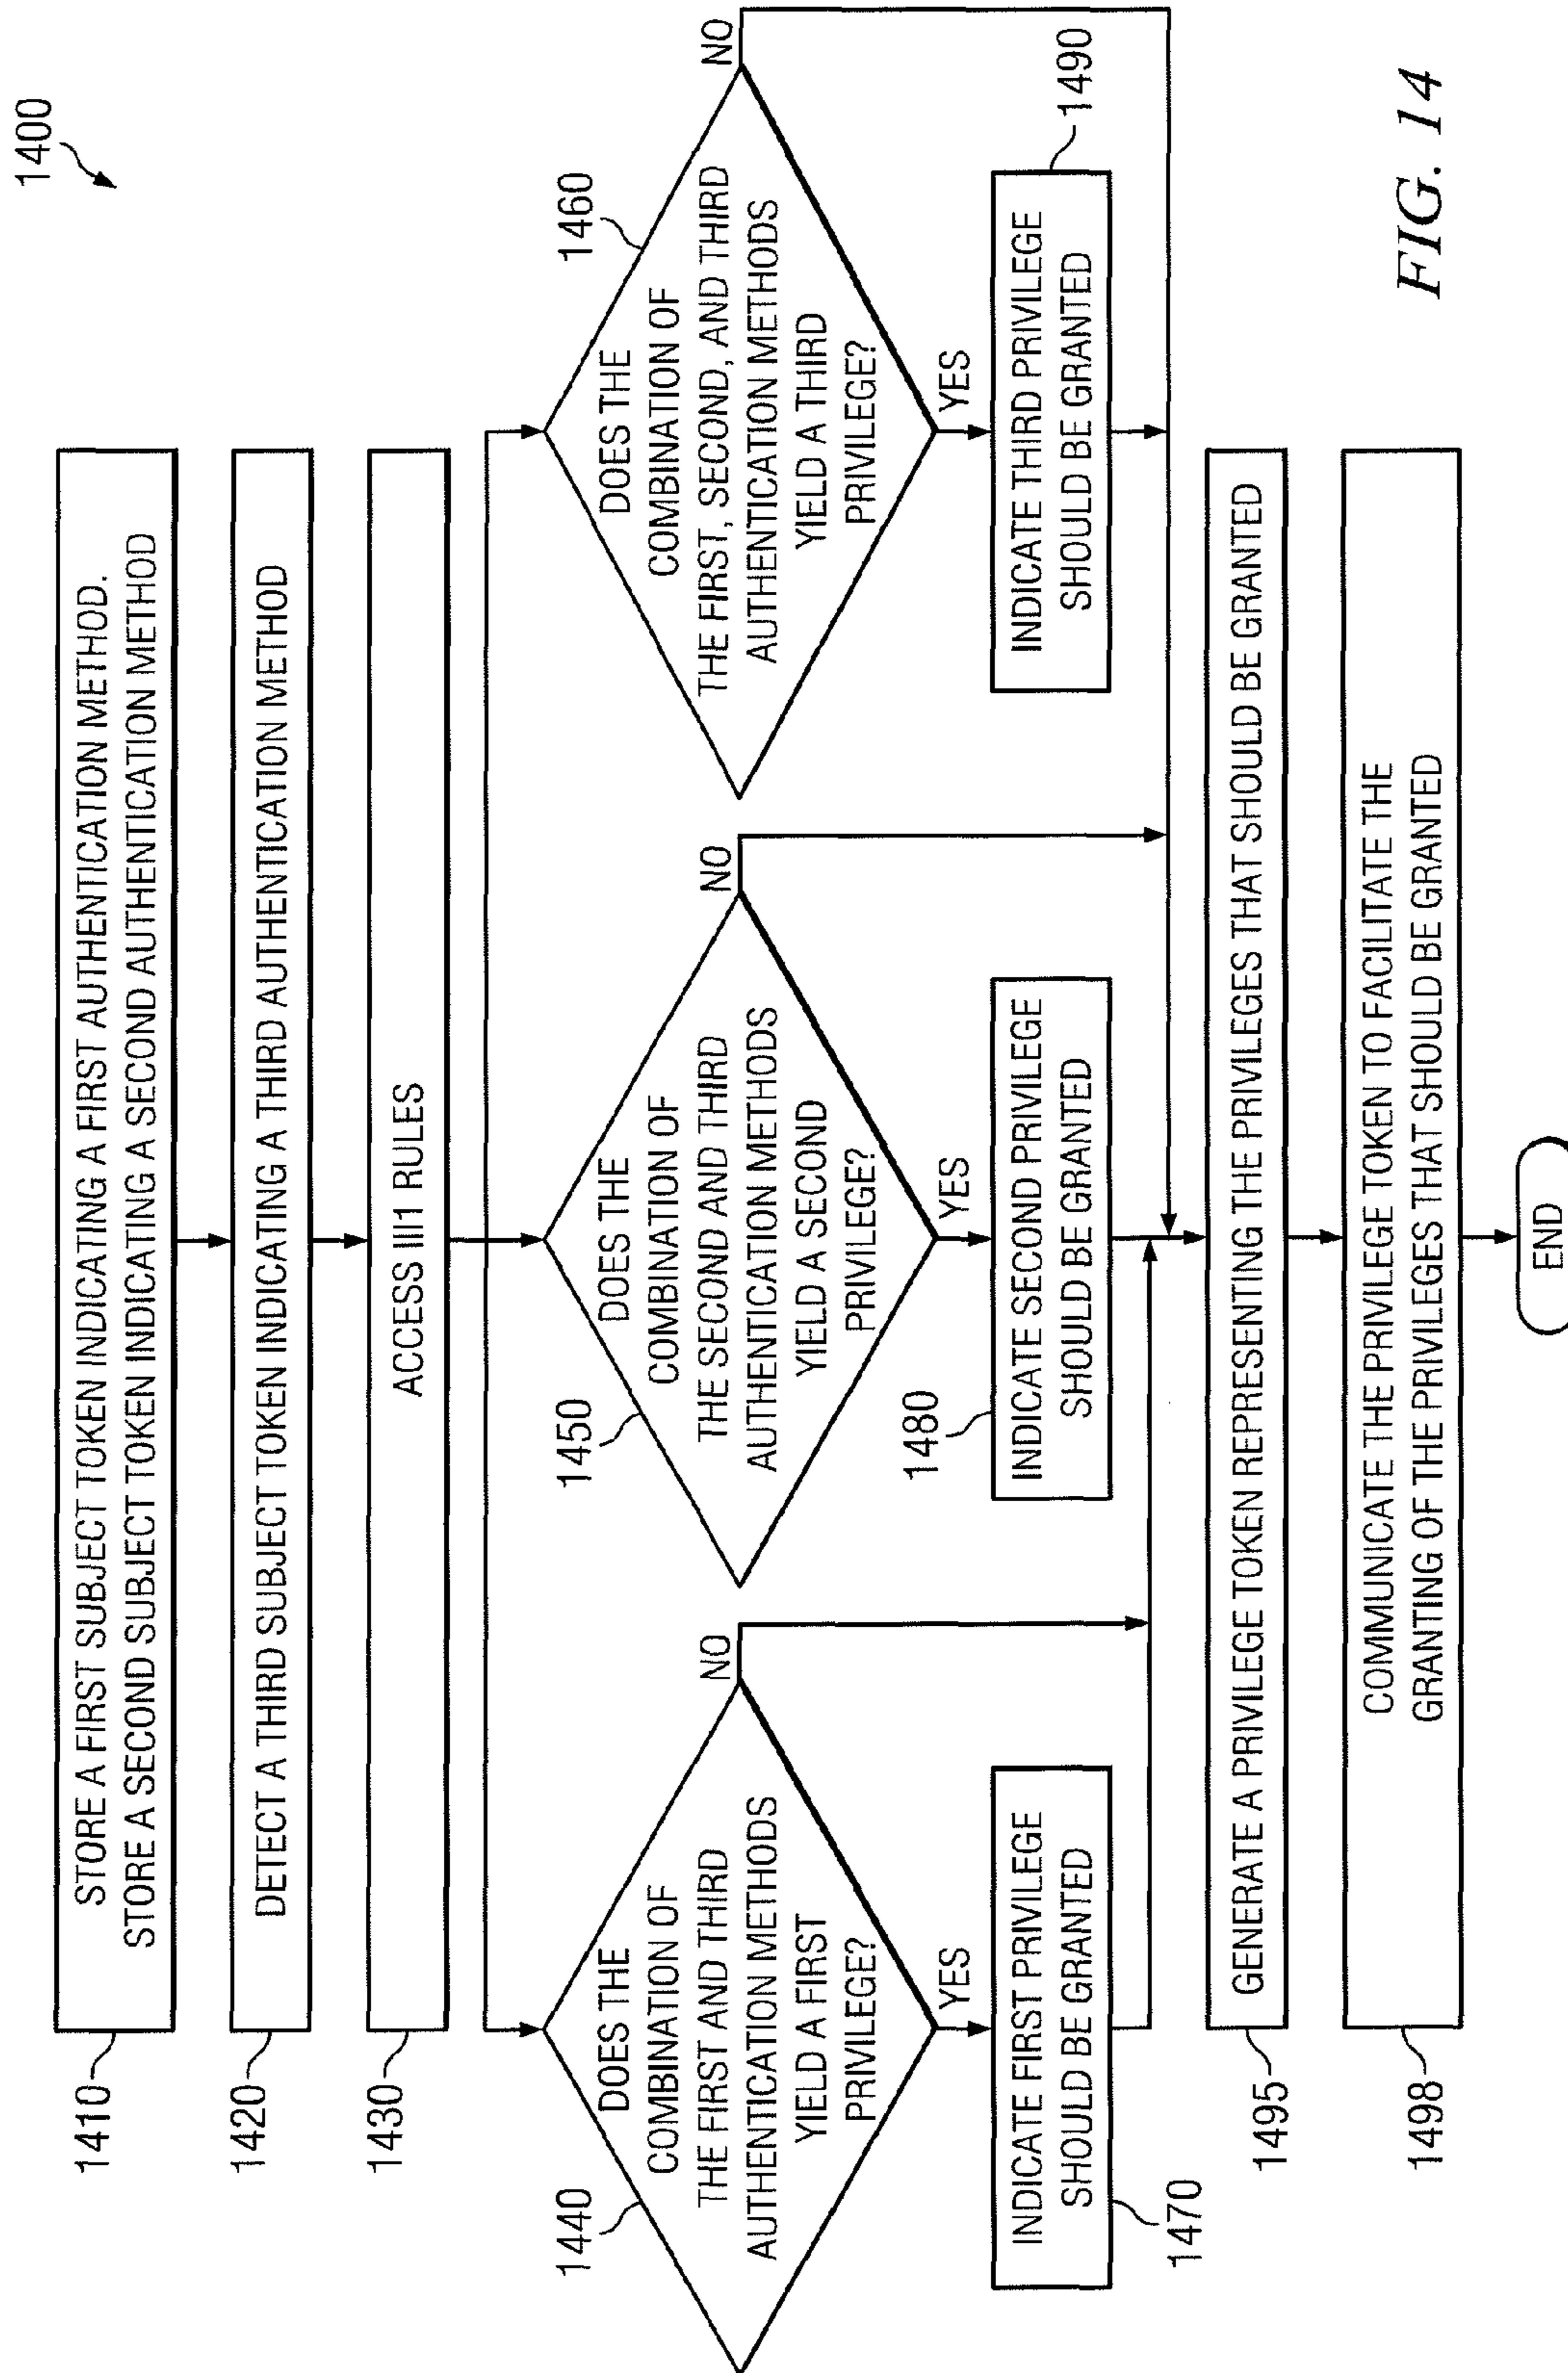 1400
1410
STORE A FIRST SUBJECT TOKEN INDICATING A FIRST AUTHENTICATION METHOD.
STORE A SECOND SUBJECT TOKEN INDICATING A SECOND AUTHENTICATION METHOD
1420
DETECT A THIRD SUBJECT TOKEN INDICATING A THIRD AUTHENTICATION METHOD
1430
ACCESS III1 RULES
1440
DOES THE
COMBINATION OF
THE FIRST AND THIRD
AUTHENTICATION METHODS
YIELD A FIRST
PRIVILEGE?
NO
YES
1450
DOES THE
COMBINATION OF
THE SECOND AND THIRD
AUTHENTICATION METHODS
YIELD A SECOND
PRIVILEGE?
NO
YES
1460
DOES THE
COMBINATION OF
THE FIRST, SECOND, AND THIRD
AUTHENTICATION METHODS
YIELD A THIRD
PRIVILEGE?
NO
YES
INDICATE FIRST PRIVILEGE
SHOULD BE GRANTED
1470
1480
INDICATE SECOND PRIVILEGE
SHOULD BE GRANTED
INDICATE THIRD PRIVILEGE
SHOULD BE GRANTED
1490
1495
GENERATE A PRIVILEGE TOKEN REPRESENTING THE PRIVILEGES THAT SHOULD BE GRANTED
1498
COMMUNICATE THE PRIVILEGE TOKEN TO FACILITATE THE
GRANTING OF THE PRIVILEGES THAT SHOULD BE GRANTED
END
FIG. 14